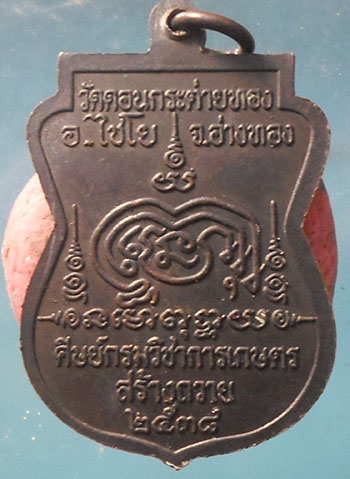 วัดดอนกระต่ายทอง
อ.ไชโย จ.อ่างทอง
ศิษย์กรมวิชาการเกษตร
สร้างถวาย
๒๕๓๘